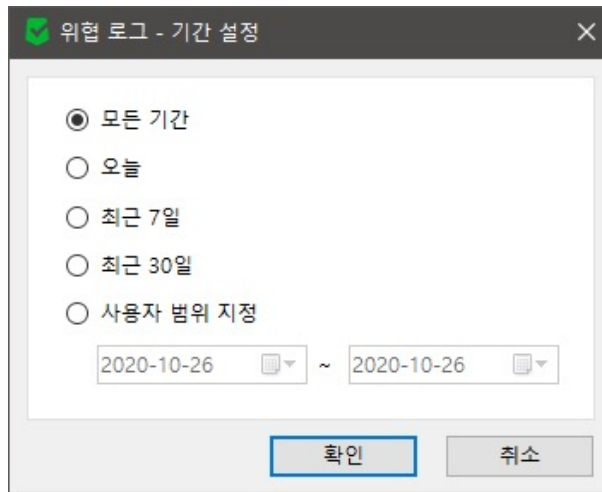 위협 로그 - 기간 설정
모든 기간
오늘
최근 7일
최근 30일
사용자 범위 지정
2020-10-26 ~ 2020-10-26
확인 취소